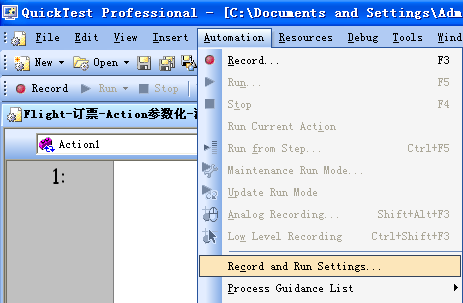 QuickTest Professional - [C:\Documents and Settings\Adm
File Edit View Insert Automation Resources Debug Tools Wind
New Open
Record Run Stop
Flight-订票-Action参数化-
Action1
1:
Record... F3
Run... F5
Stop F4
Run Current Action
Run from Step... Ctrl+F5
Maintenance Run Mode...
Update Run Mode
Analog Recording... Shift+Alt+F3
Low Level Recording Ctrl+Shift+F3
Record and Run Settings...
Process Guidance List